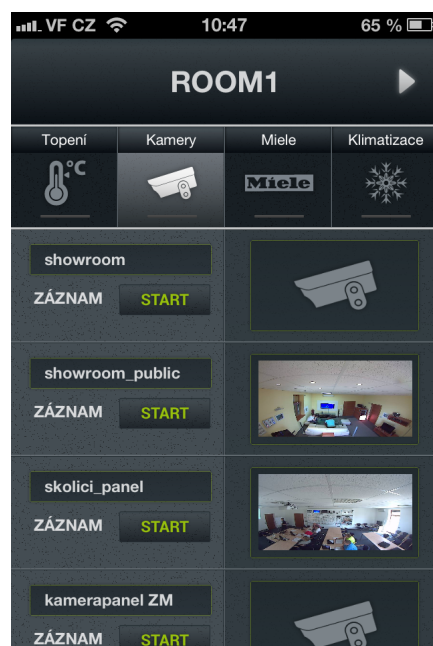 VF CZ 10:47 65 %
ROOM1
Topení Kamery Miele Klimatizace
°C Miele
showroom
ZÁZNAM START
showroom_public
ZÁZNAM START
skolici_panel
ZÁZNAM START
kamerapanel ZM
ZÁZNAM START